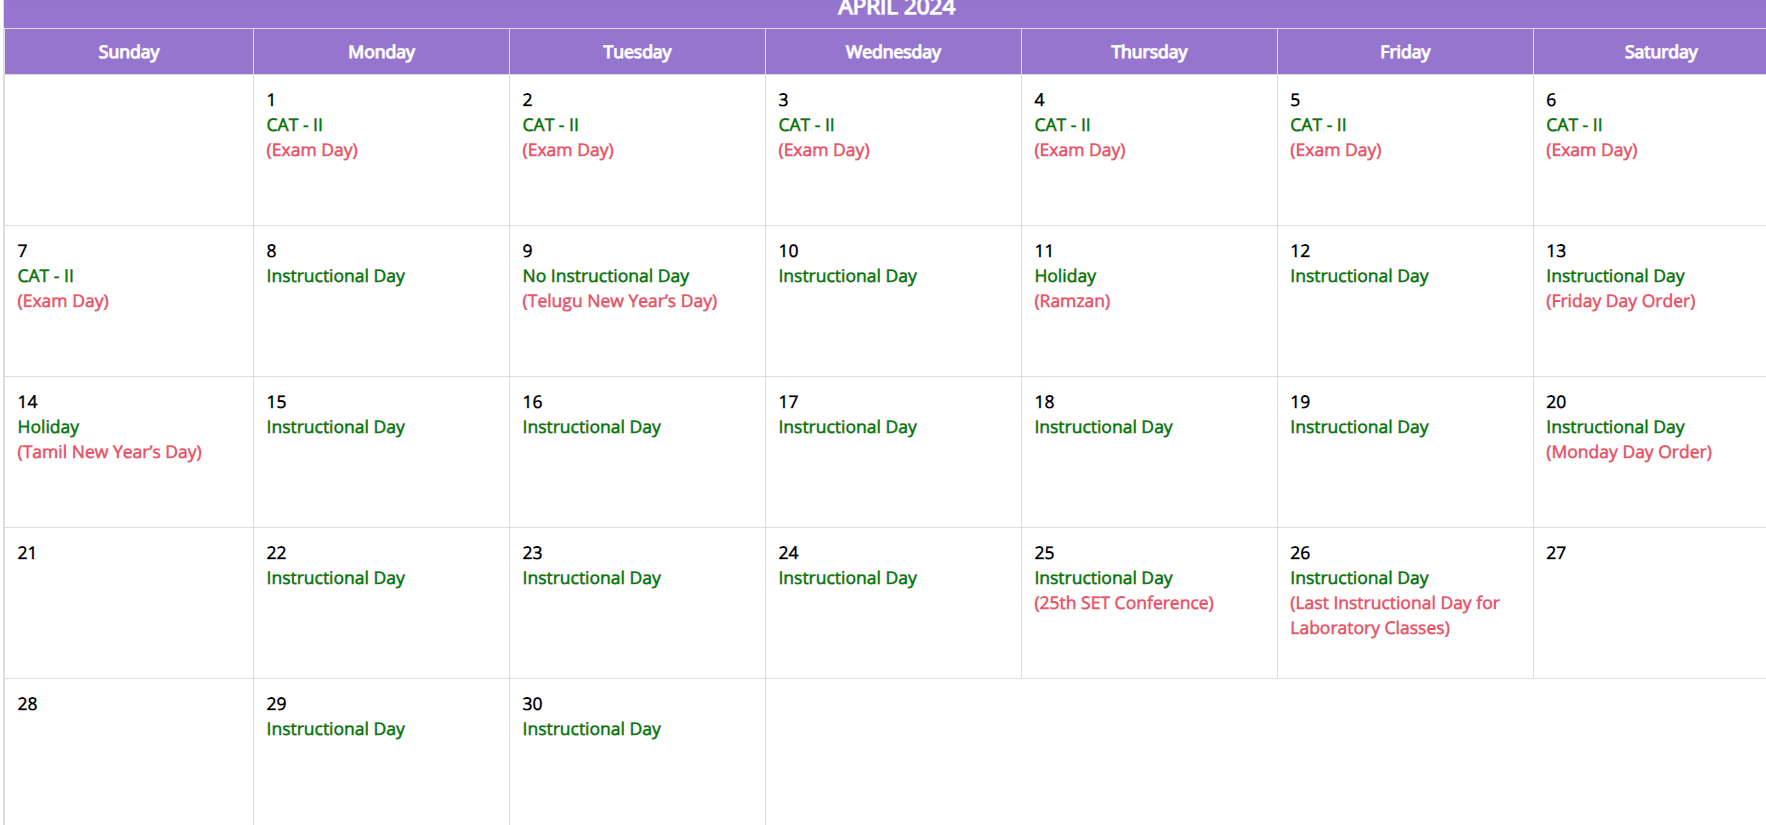 APRIL 2024
Sunday Monday Tuesday Wednesday Thursday Friday Saturday
1
CAT - II
(Exam Day)
2
CAT - II
(Exam Day)
3
CAT - II
(Exam Day)
4
CAT - II
(Exam Day)
5
CAT - II
(Exam Day)
6
CAT - II
(Exam Day)
7
CAT - II
(Exam Day)
8
Instructional Day
9
No Instructional Day
(Telugu New Year’s Day)
10
Instructional Day
11
Holiday
(Ramzan)
12
Instructional Day
13
Instructional Day
(Friday Day Order)
14
Holiday
(Tamil New Year’s Day)
15
Instructional Day
16
Instructional Day
17
Instructional Day
18
Instructional Day
19
Instructional Day
20
Instructional Day
(Monday Day Order)
21
22
Instructional Day
23
Instructional Day
24
Instructional Day
25
Instructional Day
(25th SET Conference)
26
Instructional Day
(Last Instructional Day for
Laboratory Classes)
27
28
29
Instructional Day
30
Instructional Day